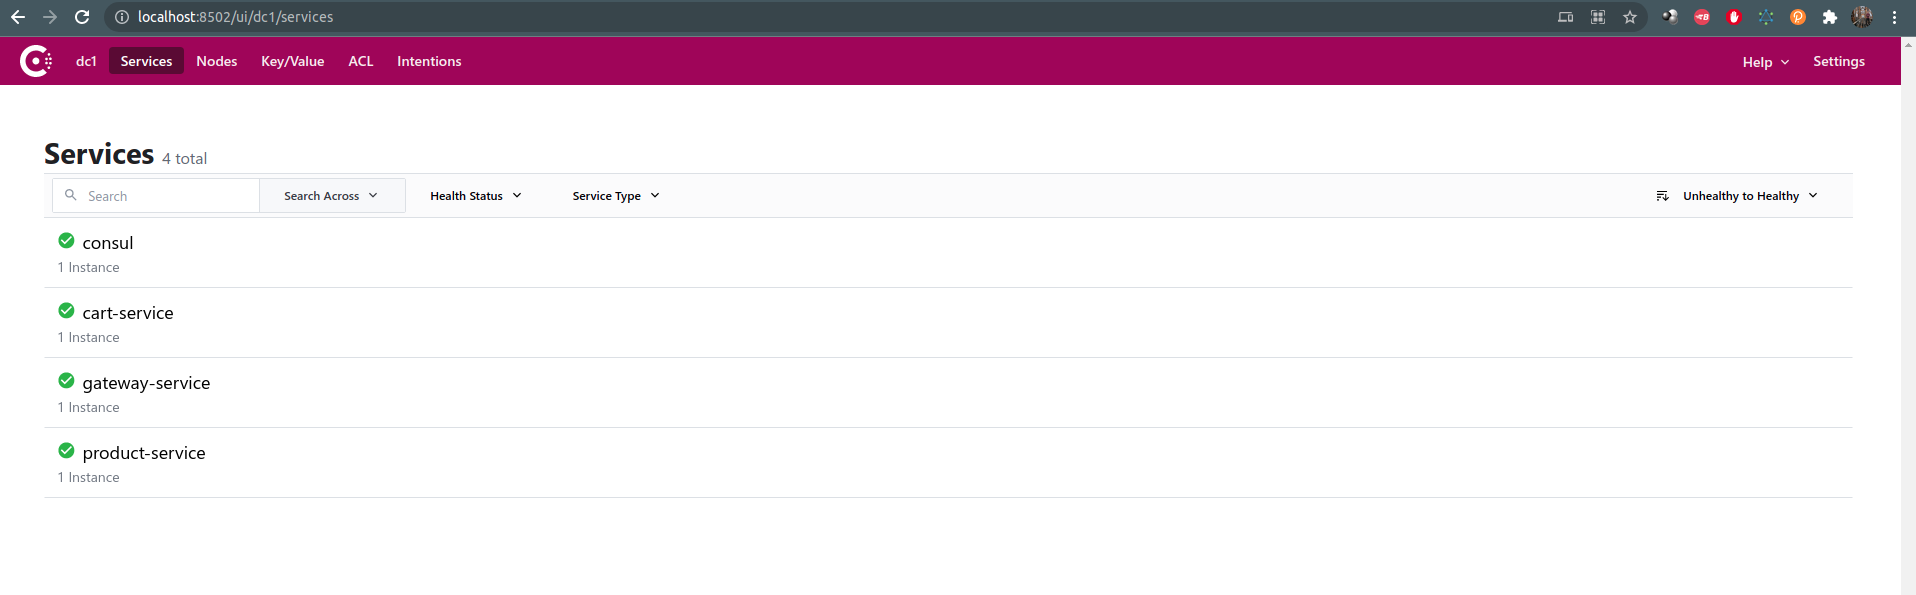 localhost:8502/ui/dc1/services
dc1 Services Nodes Key/Value ACL Intentions Help Settings
Services 4 total
Search Search Across Health Status Service Type Unhealthy to Healthy
consul
1 Instance
cart-service
1 Instance
gateway-service
1 Instance
product-service
1 Instance